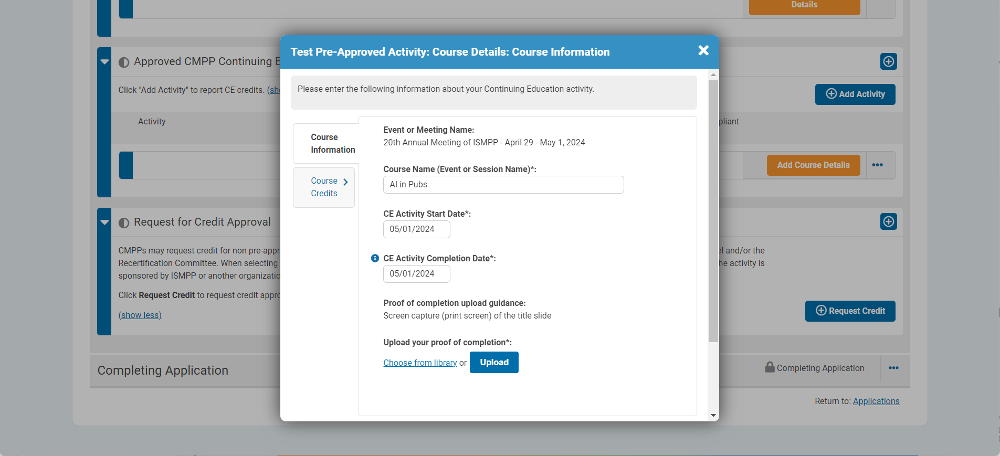 Details
Test Pre-Approved Activity: Course Details: Course Information
Approved CMPP Continuing E
Please enter the following information about your Continuing Education activity.
Click "Add Activity" to report CE credits. (sho
Add Activity
Activity
pliant
Course
Information
Event or Meeting Name:
20th Annual Meeting of ISMPP - April 29 - May 1, 2024
Add Course Details
Course Name (Event or Session Name)*:
AI in Pubs
Course
Credits
CE Activity Start Date*:
05/01/2024
Request for Credit Approval
CMPPs may request credit for non pre-appr
el and/or the
Recertification Committee. When selecting
he activity is
sponsored by ISMPP or another organizatio
CE Activity Completion Date*:
05/01/2024
Click Request Credit to request credit appro
(show less)
Request Credit
Proof of completion upload guidance:
Screen capture (print screen) of the title slide
Upload your proof of completion*:
Choose from library or Upload
Completing Application
Completing Application
Return to: Applications